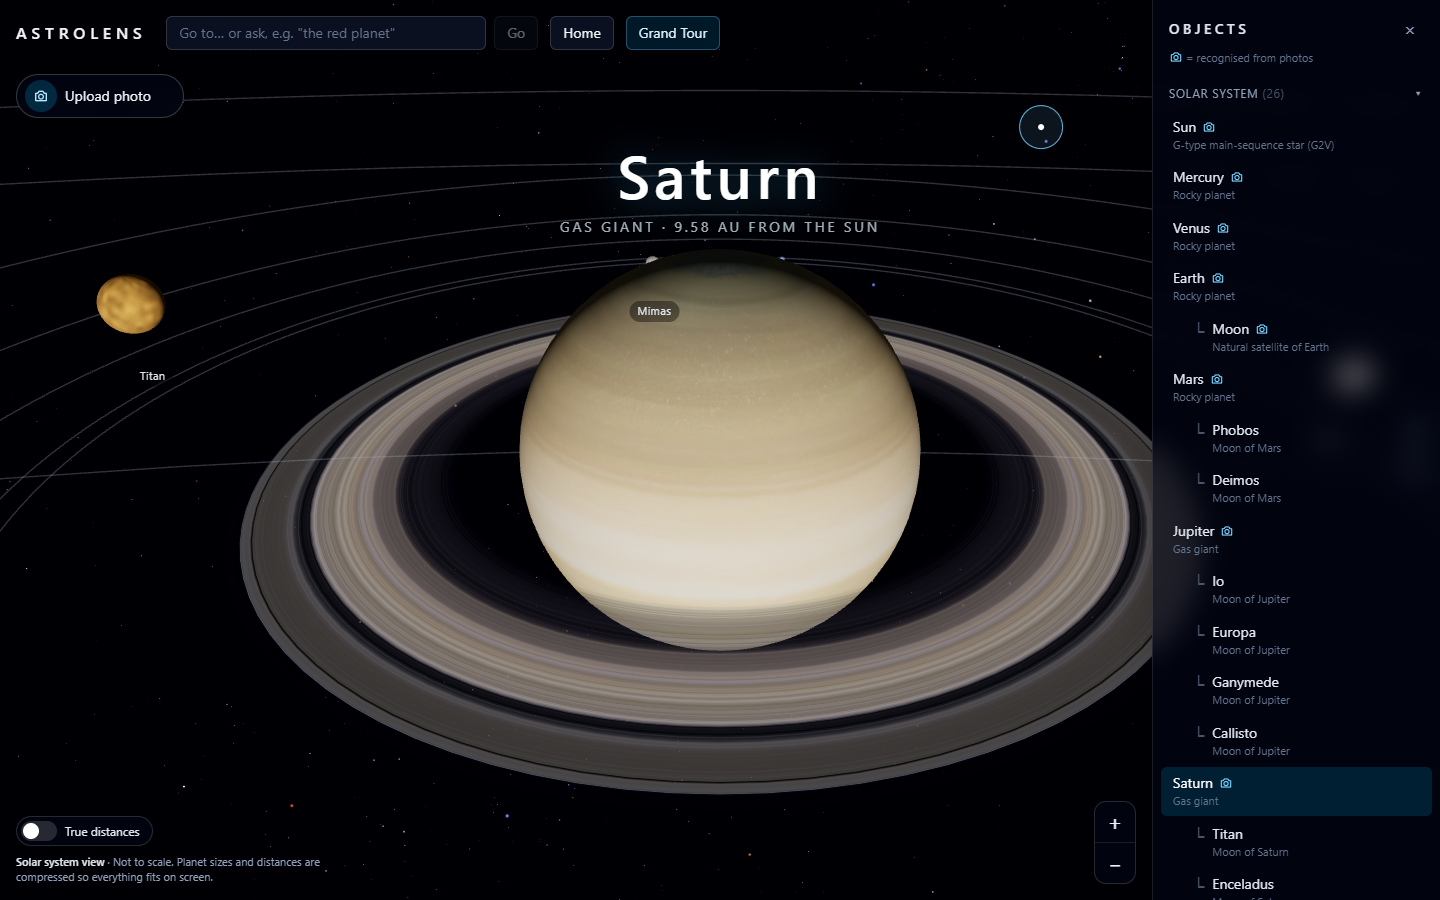 ASTROLENS
Go to... or ask, e.g. "the red planet"
Go
Home
Grand Tour
Upload photo
Saturn
GAS GIANT · 9.58 AU FROM THE SUN
Mimas
Titan
True distances
Solar system view · Not to scale. Planet sizes and distances are
compressed so everything fits on screen.
+
−
OBJECTS
×
= recognised from photos
SOLAR SYSTEM (26)
Sun
G-type main-sequence star (G2V)
Mercury
Rocky planet
Venus
Rocky planet
Earth
Rocky planet
Moon
Natural satellite of Earth
Mars
Rocky planet
Phobos
Moon of Mars
Deimos
Moon of Mars
Jupiter
Gas giant
Io
Moon of Jupiter
Europa
Moon of Jupiter
Ganymede
Moon of Jupiter
Callisto
Moon of Jupiter
Saturn
Gas giant
Titan
Moon of Saturn
Enceladus